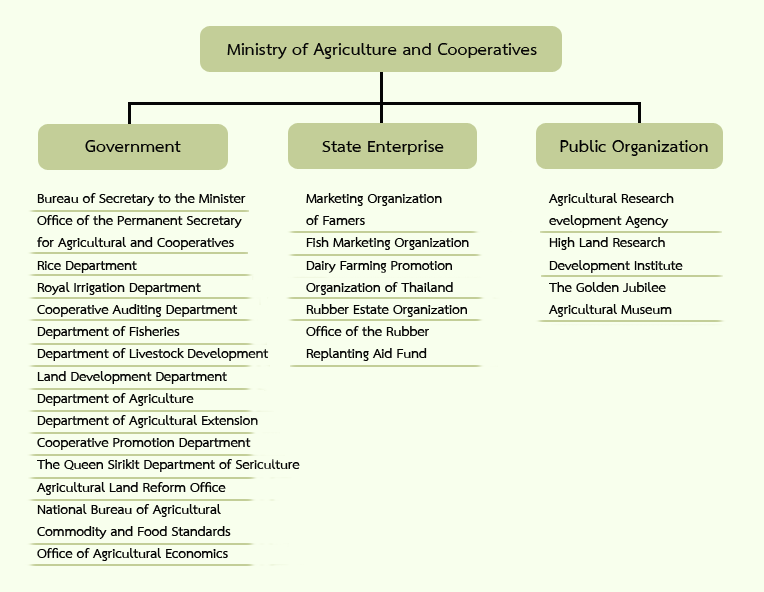 Ministry of Agriculture and Cooperatives
Government
Bureau of Secretary to the Minister
Office of the Permanent Secretary
for Agricultural and Cooperatives
Rice Department
Royal Irrigation Department
Cooperative Auditing Department
Department of Fisheries
Department of Livestock Development
Land Development Department
Department of Agriculture
Department of Agricultural Extension
Cooperative Promotion Department
The Queen Sirikit Department of Sericulture
Agricultural Land Reform Office
National Bureau of Agricultural
Commodity and Food Standards
Office of Agricultural Economics
State Enterprise
Marketing Organization
of Famers
Fish Marketing Organization
Dairy Farming Promotion
Organization of Thailand
Rubber Estate Organization
Office of the Rubber
Replanting Aid Fund
Public Organization
Agricultural Research
evelopment Agency
High Land Research
Development Institute
The Golden Jubilee
Agricultural Museum